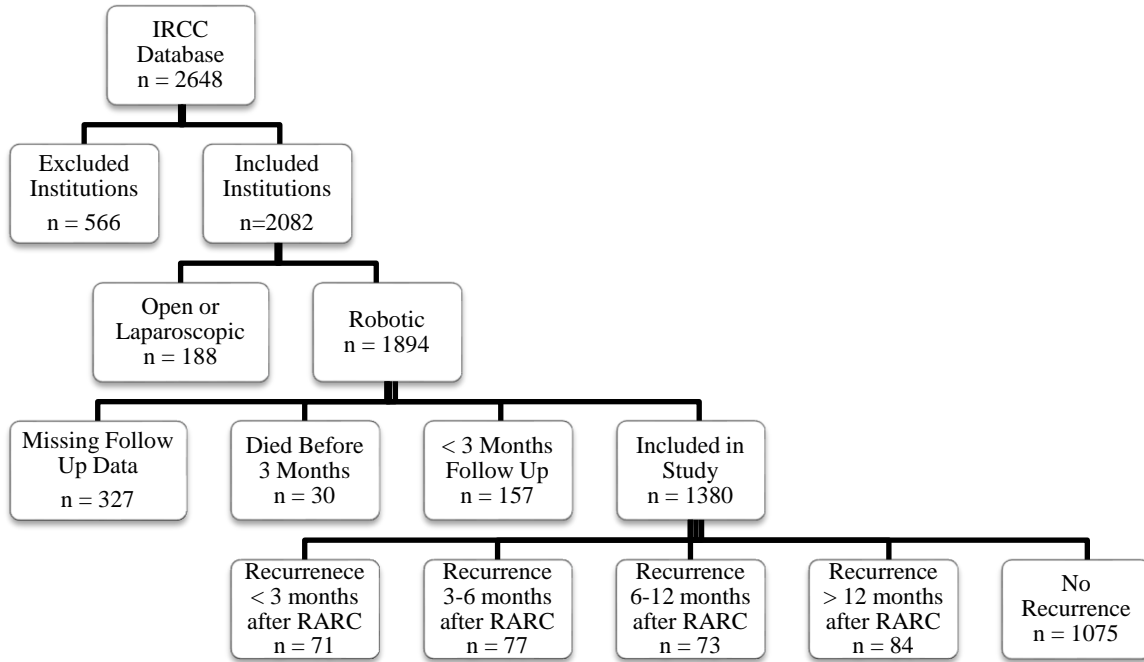 IRCC
Database
n = 2648
Excluded
Institutions
n = 566
Included
Institutions
n=2082
Open or
Laparoscopic
n = 188
Robotic
n = 1894
Missing Follow
Up Data
n = 327
Died Before
3 Months
n = 30
< 3 Months
Follow Up
n = 157
Included in
Study
n = 1380
Recurrenece
< 3 months
after RARC
n = 71
Recurrence
3-6 months
after RARC
n = 77
Recurrence
6-12 months
after RARC
n = 73
Recurrence
> 12 months
after RARC
n = 84
No
Recurrence
n = 1075